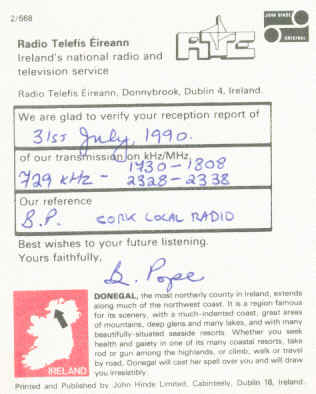 2/568
Radio Telefís Éireann
Ireland's national radio and
television service
RTE
JOHN HINDE
ORIGINAL
Radio Telefís Éireann, Donnybrook, Dublin 4, Ireland.
We are glad to verify your reception report of
31st July, 1990.
of our transmission on kHz/MHz
1730-1808
729 kHz - 2328-2338
Our reference
B.P. CORK LOCAL RADIO
Best wishes to your future listening.
Yours faithfully,
B. Pope
DONEGAL, the most northerly county in Ireland, extends
along much of the northwest coast. It is a region famous
for its scenery, with a much-indented coast, great areas
of mountains, deep glens and many lakes, and with many
beautifully-situated seaside resorts. Whether you seek
health and gaiety in one of its many coastal resorts, take
rod or gun among the highlands, or climb, walk or travel
by road, Donegal will cast her spell over you and will draw
you irresistibly.
IRELAND
Printed and Published by John Hinde Limited, Cabinteely, Dublin 18, Ireland.